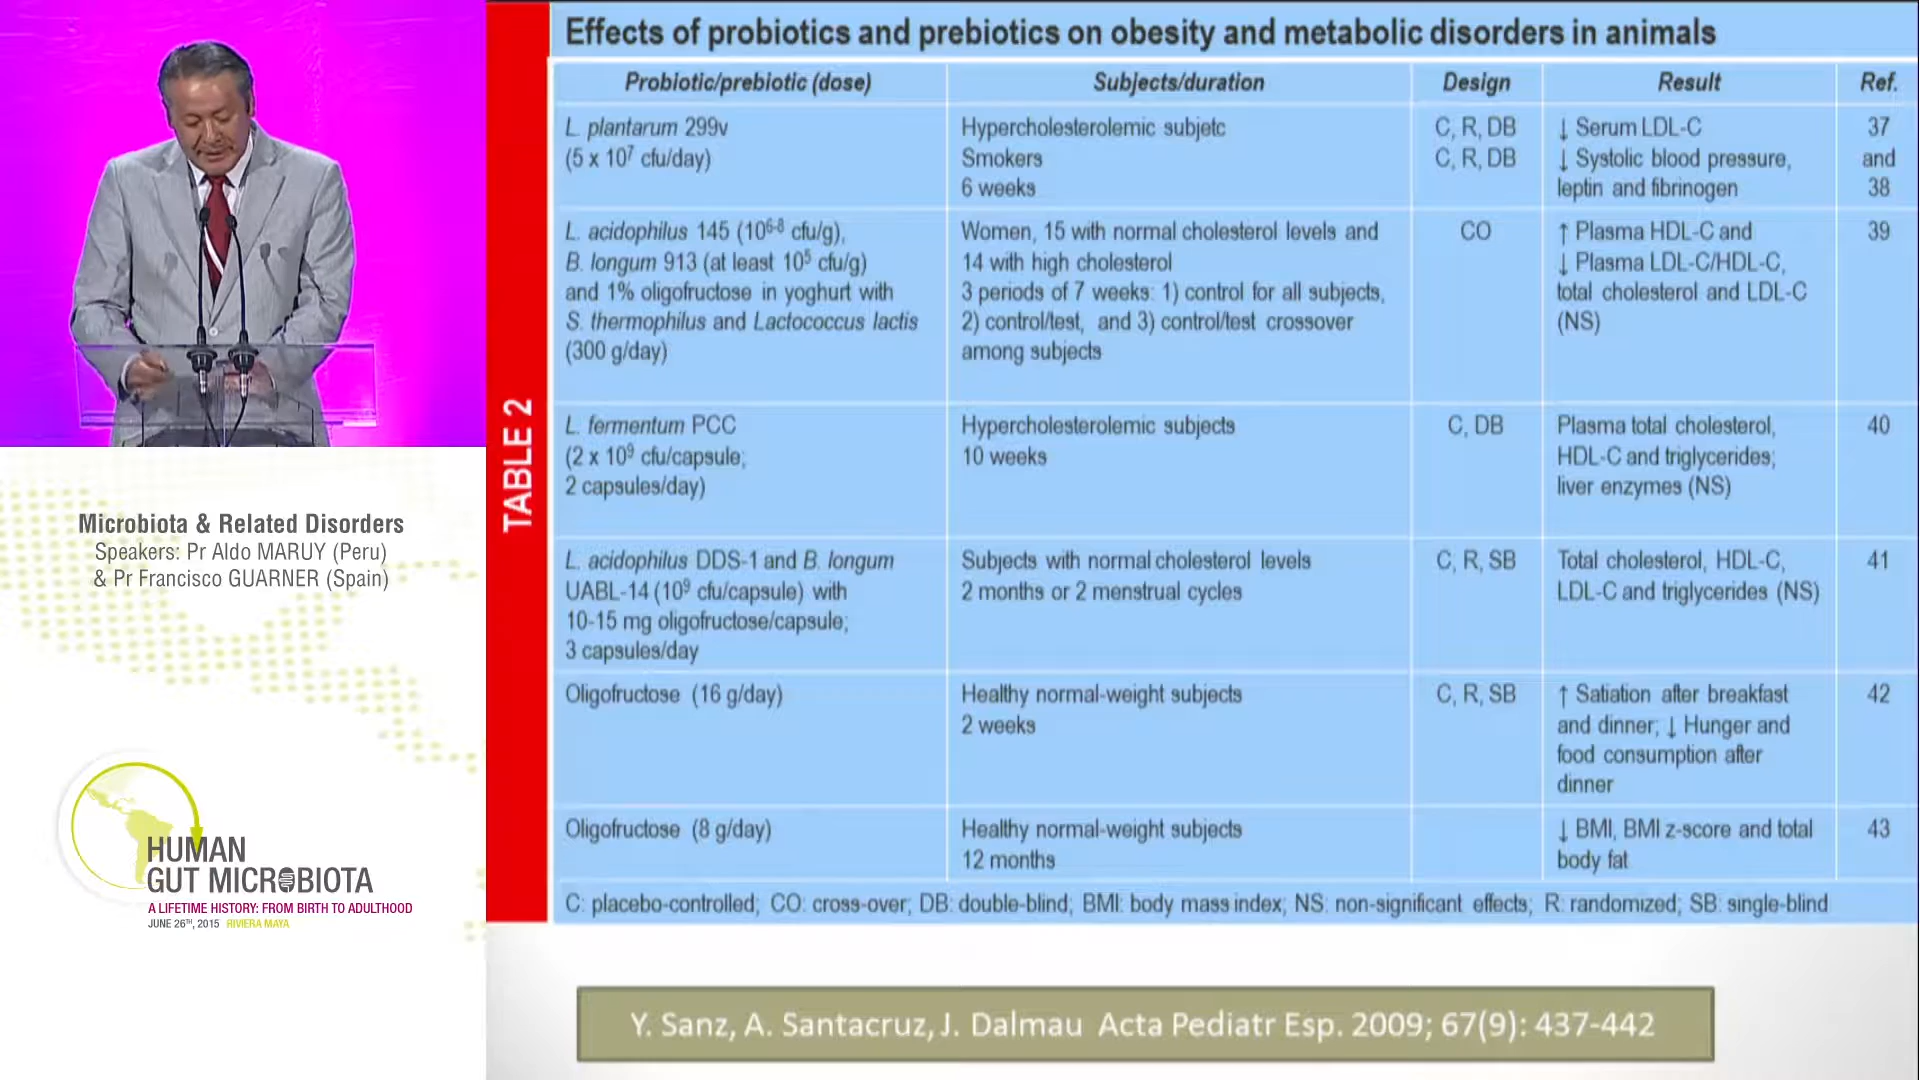 Microbiota & Related Disorders
Speakers: Pr Aldo MARUY (Peru)
& Pr Francisco GUARNER (Spain)
HUMAN
GUT MICROBIOTA
A LIFETIME HISTORY: FROM BIRTH TO ADULTHOOD
JUNE 26TH, 2015 RIVIERA MAYA
TABLE 2
Effects of probiotics and prebiotics on obesity and metabolic disorders in animals
Probiotic/prebiotic (dose) Subjects/duration Design Result Ref.
L. plantarum 299v Hypercholesterolemic subjetc C, R, DB ↓ Serum LDL-C 37
(5 x 10⁷ cfu/day) Smokers C, R, DB ↓ Systolic blood pressure, and
6 weeks leptin and fibrinogen 38
L. acidophilus 145 (10⁶⁻⁸ cfu/g), Women, 15 with normal cholesterol levels and CO ↑ Plasma HDL-C and 39
B. longum 913 (at least 10⁵ cfu/g) 14 with high cholesterol ↓ Plasma LDL-C/HDL-C,
and 1% oligofructose in yoghurt with 3 periods of 7 weeks: 1) control for all subjects, total cholesterol and LDL-C
S. thermophilus and Lactococcus lactis 2) control/test, and 3) control/test crossover (NS)
(300 g/day) among subjects
L. fermentum PCC Hypercholesterolemic subjects C, DB Plasma total cholesterol, 40
(2 x 10⁹ cfu/capsule; 10 weeks HDL-C and triglycerides;
2 capsules/day) liver enzymes (NS)
L. acidophilus DDS-1 and B. longum Subjects with normal cholesterol levels C, R, SB Total cholesterol, HDL-C, 41
UABL-14 (10⁹ cfu/capsule) with 2 months or 2 menstrual cycles LDL-C and triglycerides (NS)
10-15 mg oligofructose/capsule;
3 capsules/day
Oligofructose (16 g/day) Healthy normal-weight subjects C, R, SB ↑ Satiation after breakfast 42
2 weeks and dinner; ↓ Hunger and
food consumption after
dinner
Oligofructose (8 g/day) Healthy normal-weight subjects ↓ BMI, BMI z-score and total 43
12 months body fat
C: placebo-controlled; CO: cross-over; DB: double-blind; BMI: body mass index; NS: non-significant effects; R: randomized; SB: single-blind
Y. Sanz, A. Santacruz, J. Dalmau Acta Pediatr Esp. 2009; 67(9): 437-442